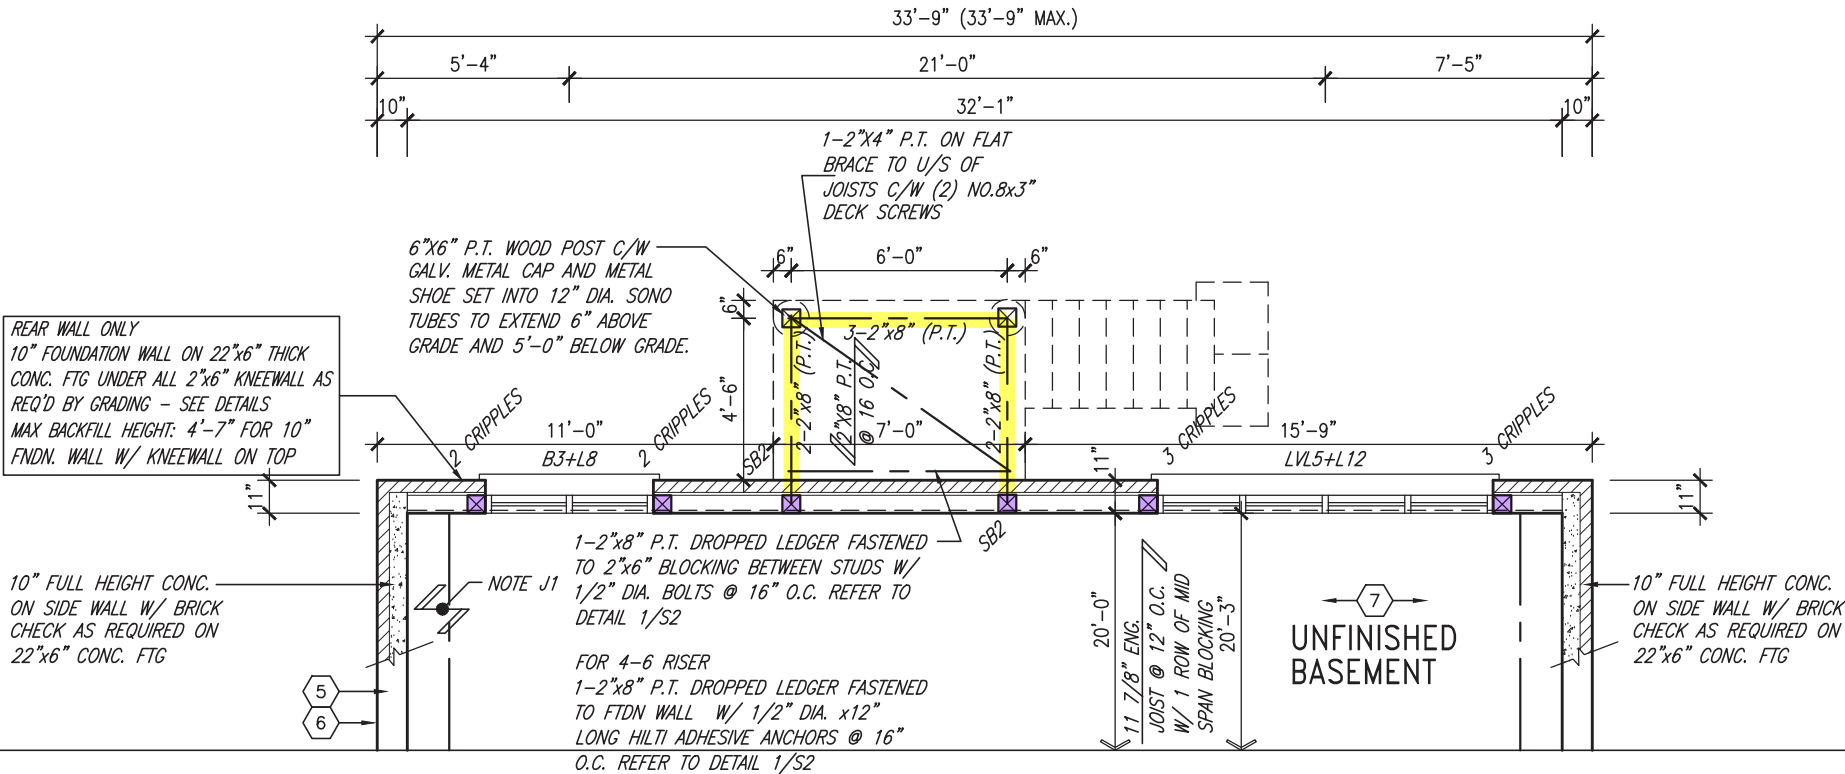 33'-9" (33'-9" MAX.)
5'-4"
21'-0"
7'-5"
10"
32'-1"
10"
1-2"X4" P.T. ON FLAT
BRACE TO U/S OF
JOISTS C/W (2) NO.8x3"
DECK SCREWS
6"X6" P.T. WOOD POST C/W
GALV. METAL CAP AND METAL
SHOE SET INTO 12" DIA. SONO
TUBES TO EXTEND 6" ABOVE
GRADE AND 5'-0" BELOW GRADE.
6"
6'-0"
6"
6"
4'-6"
3-2"x8" (P.T.)
2-2"x8" (P.T.)
2"X8" P.T.
@ 16 O.C.
2-2"x8" (P.T.)
REAR WALL ONLY
10" FOUNDATION WALL ON 22"x6" THICK
CONC. FTG UNDER ALL 2"x6" KNEEWALL AS
REQ'D BY GRADING – SEE DETAILS
MAX BACKFILL HEIGHT: 4'-7" FOR 10"
FNDN. WALL W/ KNEEWALL ON TOP
2 CRIPPLES
11'-0"
B3+L8
2 CRIPPLES
SB2
7'-0"
11"
3 CRIPPLES
15'-9"
LVL5+L12
3 CRIPPLES
11"
11"
SB2
1-2"x8" P.T. DROPPED LEDGER FASTENED
TO 2"x6" BLOCKING BETWEEN STUDS W/
1/2" DIA. BOLTS @ 16" O.C. REFER TO
DETAIL 1/S2
FOR 4-6 RISER
1-2"x8" P.T. DROPPED LEDGER FASTENED
TO FTDN WALL W/ 1/2" DIA. x12"
LONG HILTI ADHESIVE ANCHORS @ 16"
O.C. REFER TO DETAIL 1/S2
10" FULL HEIGHT CONC.
ON SIDE WALL W/ BRICK
CHECK AS REQUIRED ON
22"x6" CONC. FTG
NOTE J1
5
6
20'-0"
11 7/8" ENG.
JOIST @ 12" O.C.
W/ 1 ROW OF MID
SPAN BLOCKING
20'-3"
7
UNFINISHED
BASEMENT
10" FULL HEIGHT CONC.
ON SIDE WALL W/ BRICK
CHECK AS REQUIRED ON
22"x6" CONC. FTG